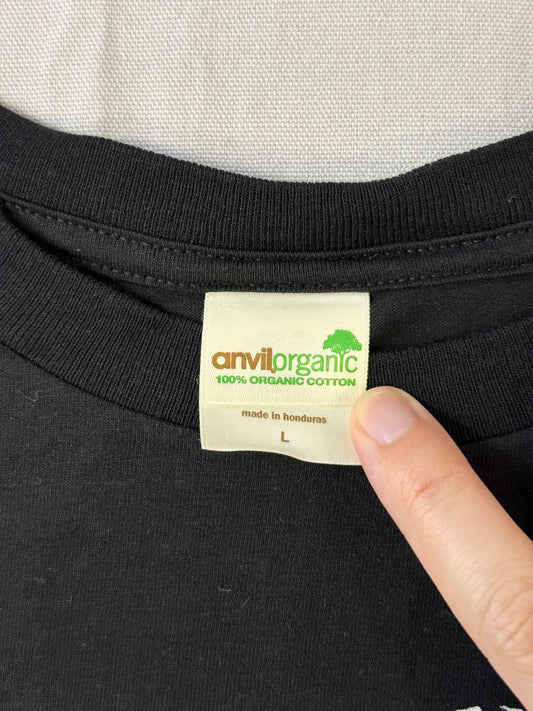 anvilorganic
100% ORGANIC COTTON
made in honduras
L